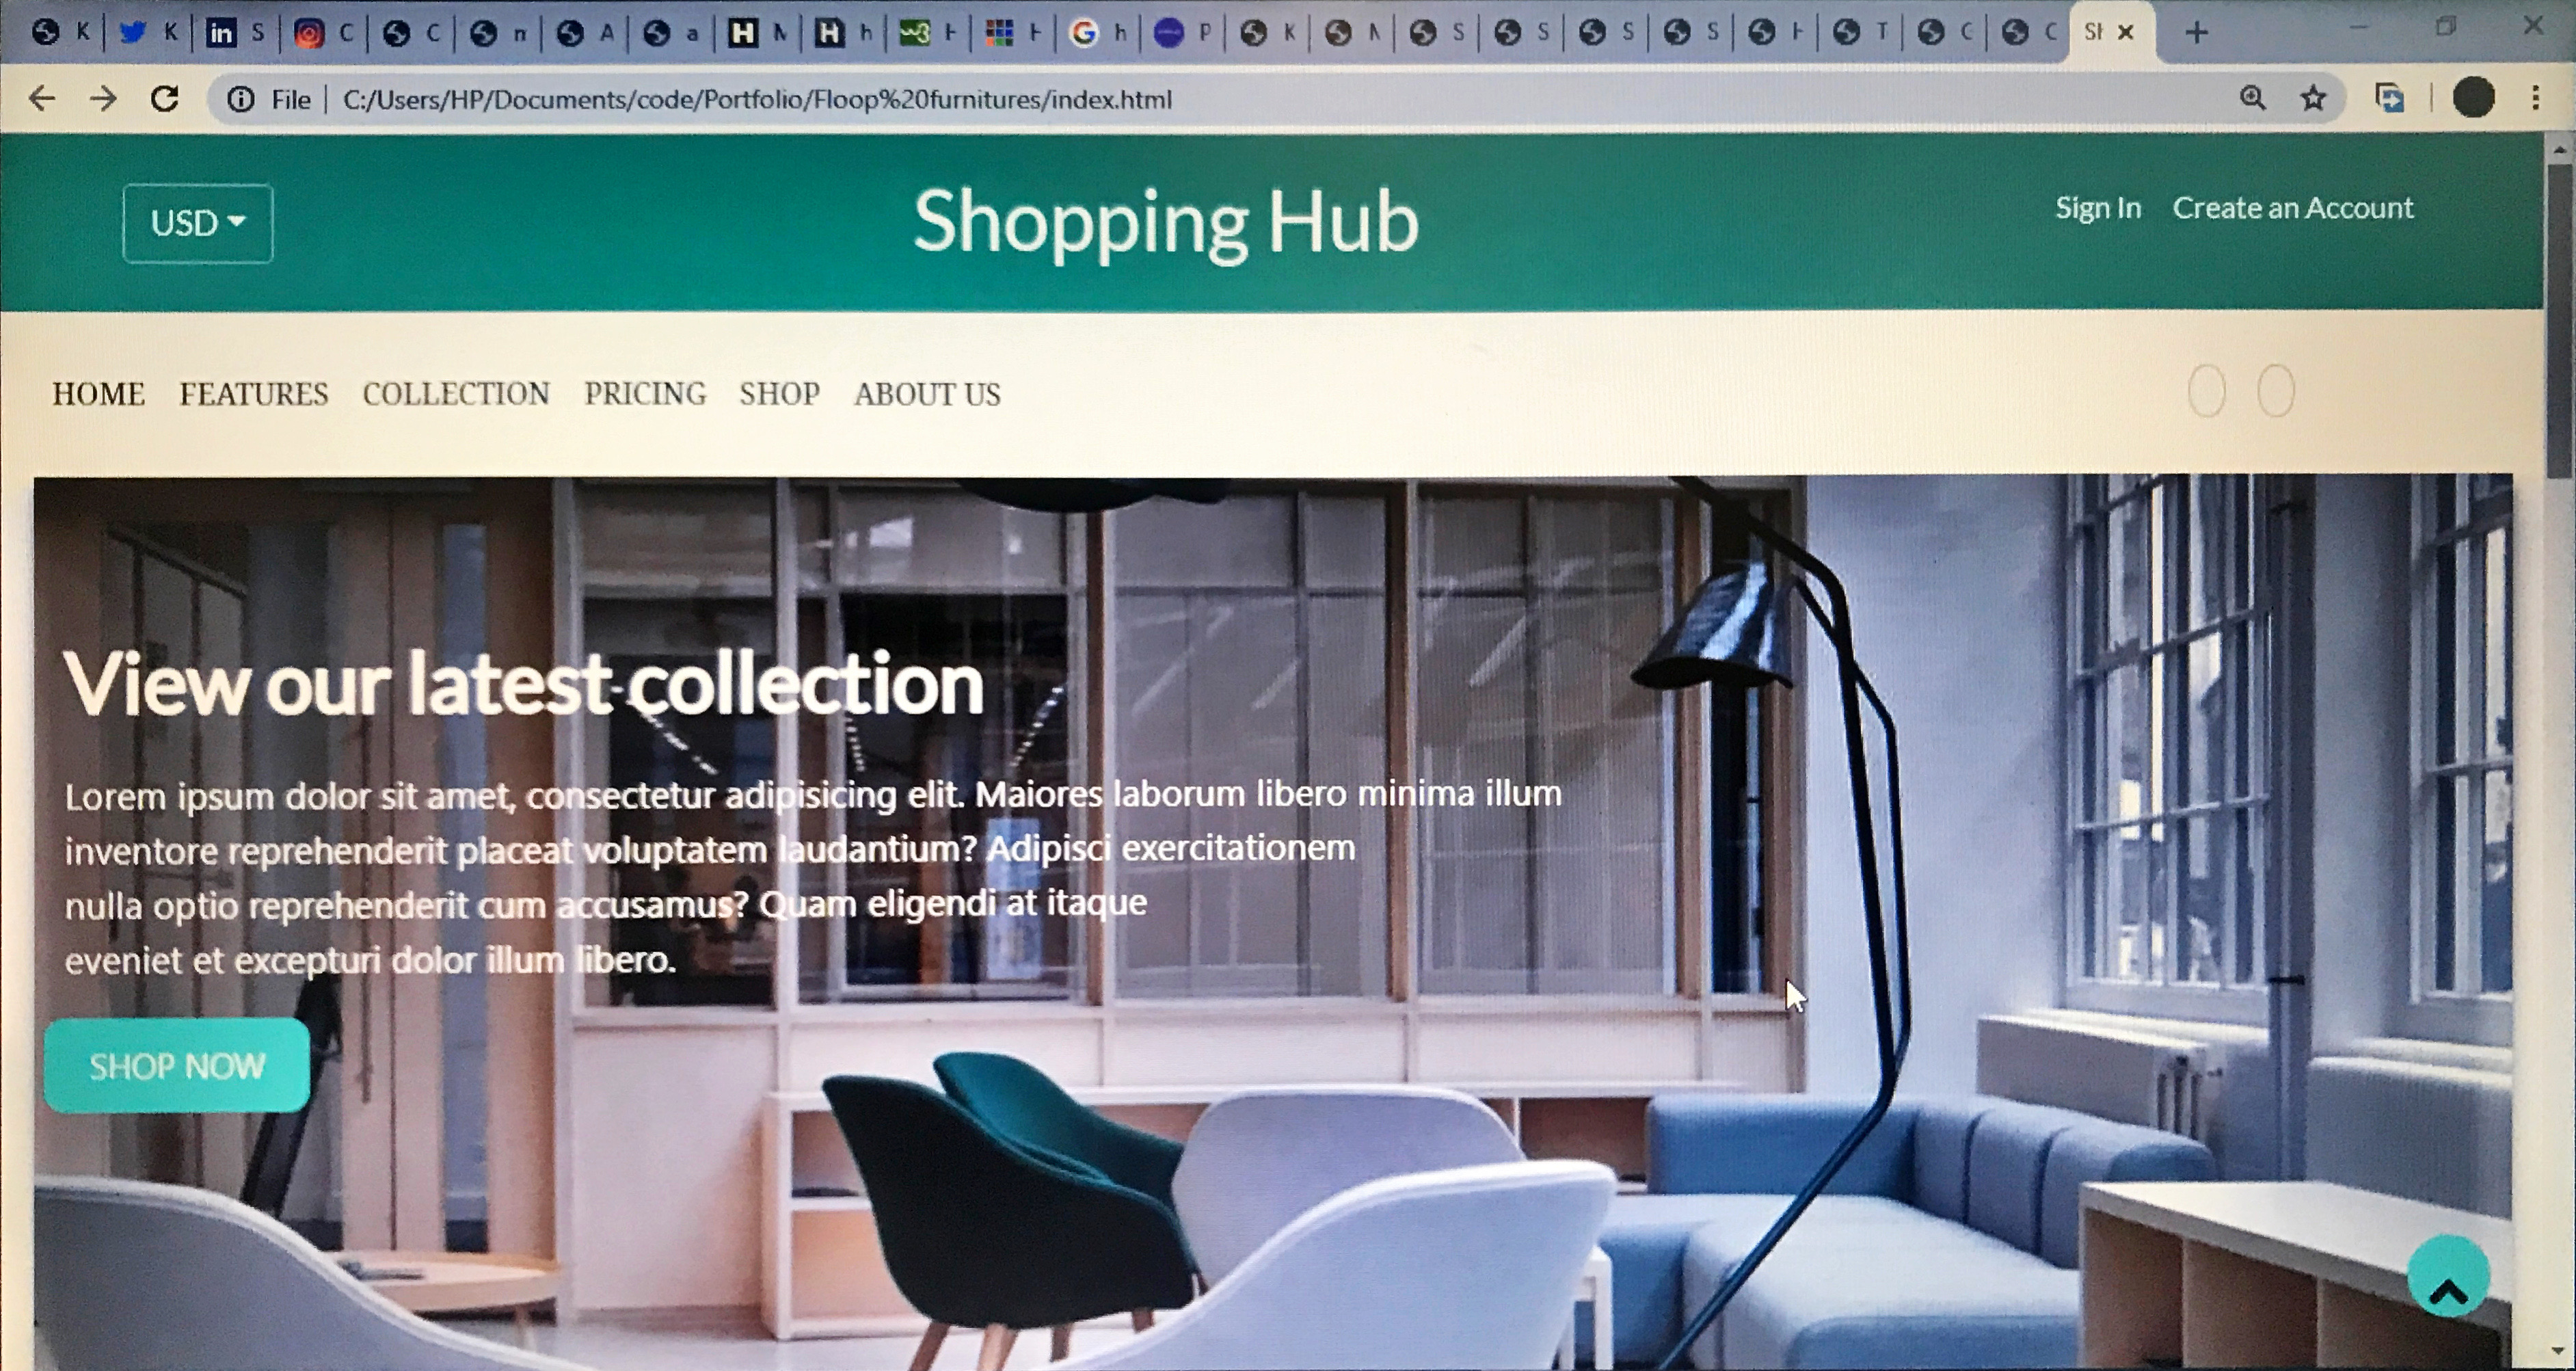 K K in S C C n A a H M H h w3 H H G h P K N S S S S H T C C SH
File C:/Users/HP/Documents/code/Portfolio/Floop%20furnitures/index.html
USD
Shopping Hub
Sign In Create an Account
HOME FEATURES COLLECTION PRICING SHOP ABOUT US
View our latest collection
Lorem ipsum dolor sit amet, consectetur adipisicing elit. Maiores laborum libero minima illum
inventore reprehenderit placeat voluptatem laudantium? Adipisci exercitationem
nulla optio reprehenderit cum accusamus? Quam eligendi at itaque
eveniet et excepturi dolor illum libero.
SHOP NOW